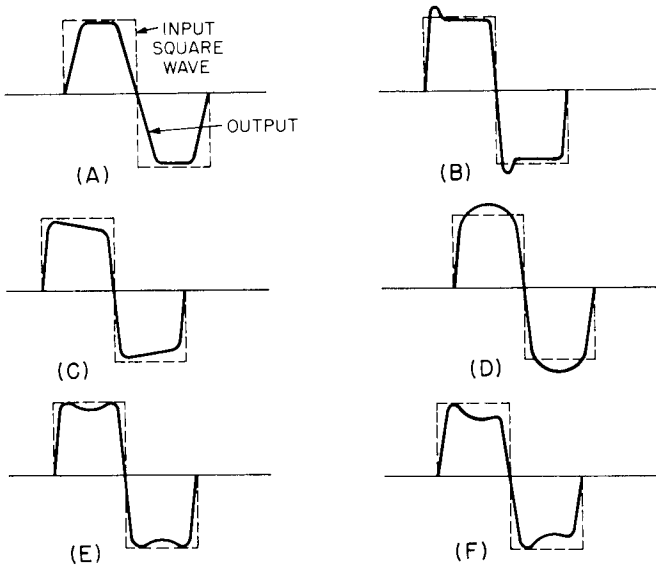 INPUT
SQUARE
WAVE
OUTPUT
(A)
(B)
(C)
(D)
(E)
(F)